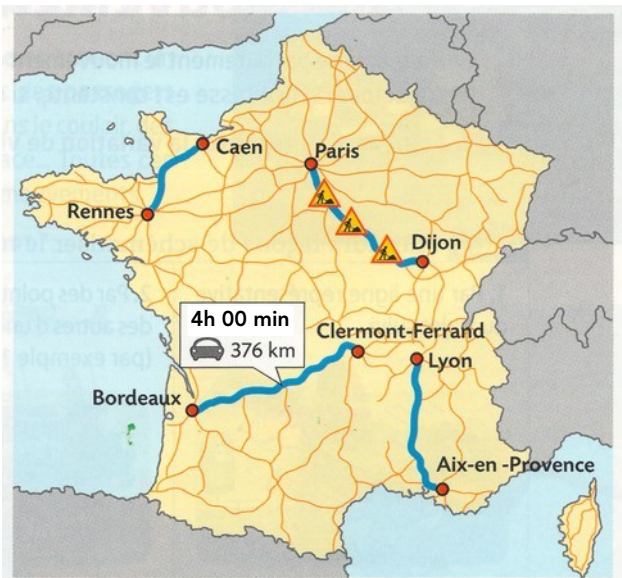 Caen
Paris
Rennes
Dijon
4h 00 min
376 km
Clermont-Ferrand
Lyon
Bordeaux
Aix-en -Provence